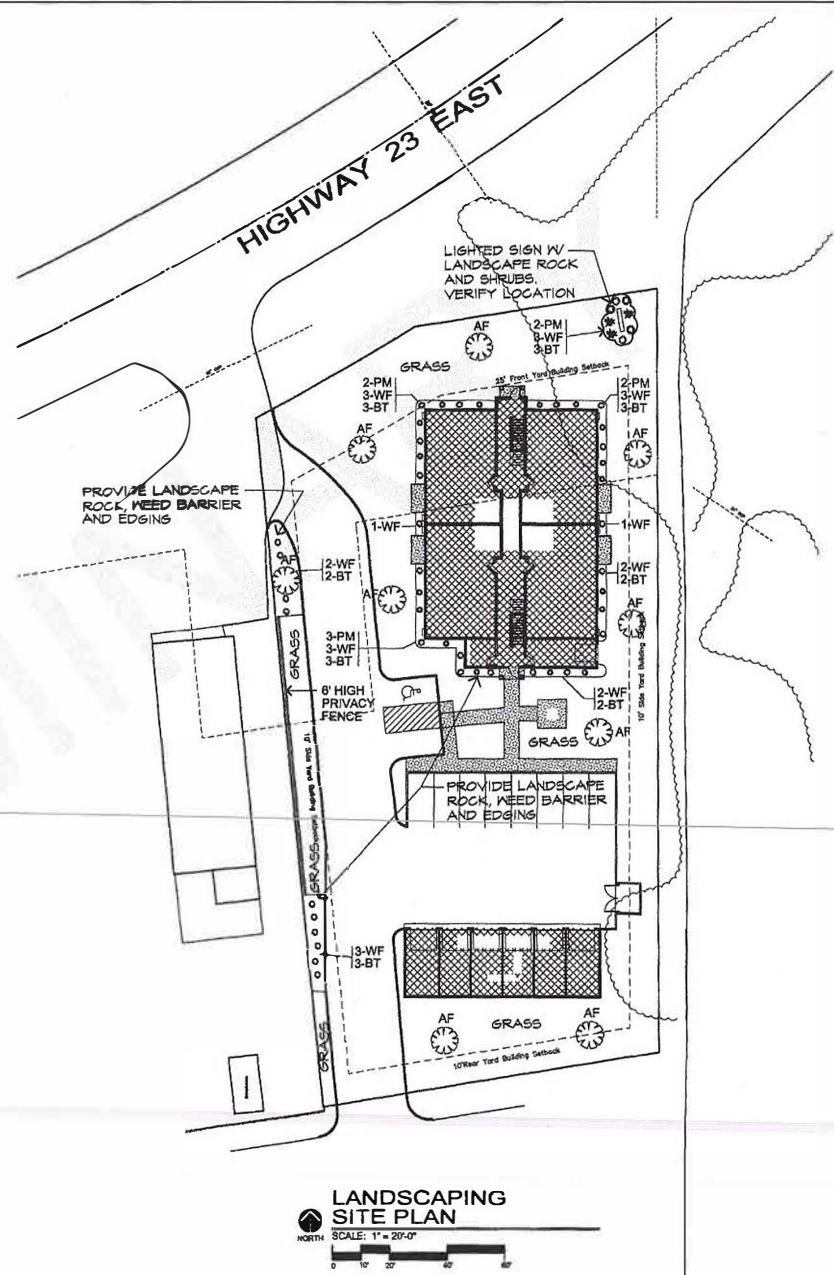 HIGHWAY 23 EAST
LIGHTED SIGN W/
LANDSCAPE ROCK
AND SHRUBS,
VERIFY LOCATION
AF
2-PM
3-WF
3-BT
GRASS
25' Front Yard Building Setback
2-PM
3-WF
3-BT
2-PM
3-WF
3-BT
AF
AF
PROVIDE LANDSCAPE
ROCK, WEED BARRIER
AND EDGING
1-WF
1-WF
AF
2-WF
2-BT
2-WF
2-BT
AF
AF
3-PM
3-WF
3-BT
GRASS
10' Side Yard Building Setback
6' HIGH
PRIVACY
FENCE
2-WF
2-BT
GRASS
AF
10' Side Yard Building Setback
PROVIDE LANDSCAPE
ROCK, WEED BARRIER
AND EDGING
GRASS
3-WF
3-BT
AF
GRASS
AF
GRASS
10'Rear Yard Building Setback
LANDSCAPING
SITE PLAN
NORTH
SCALE: 1" = 20'-0"
0 10' 20' 40' 60'